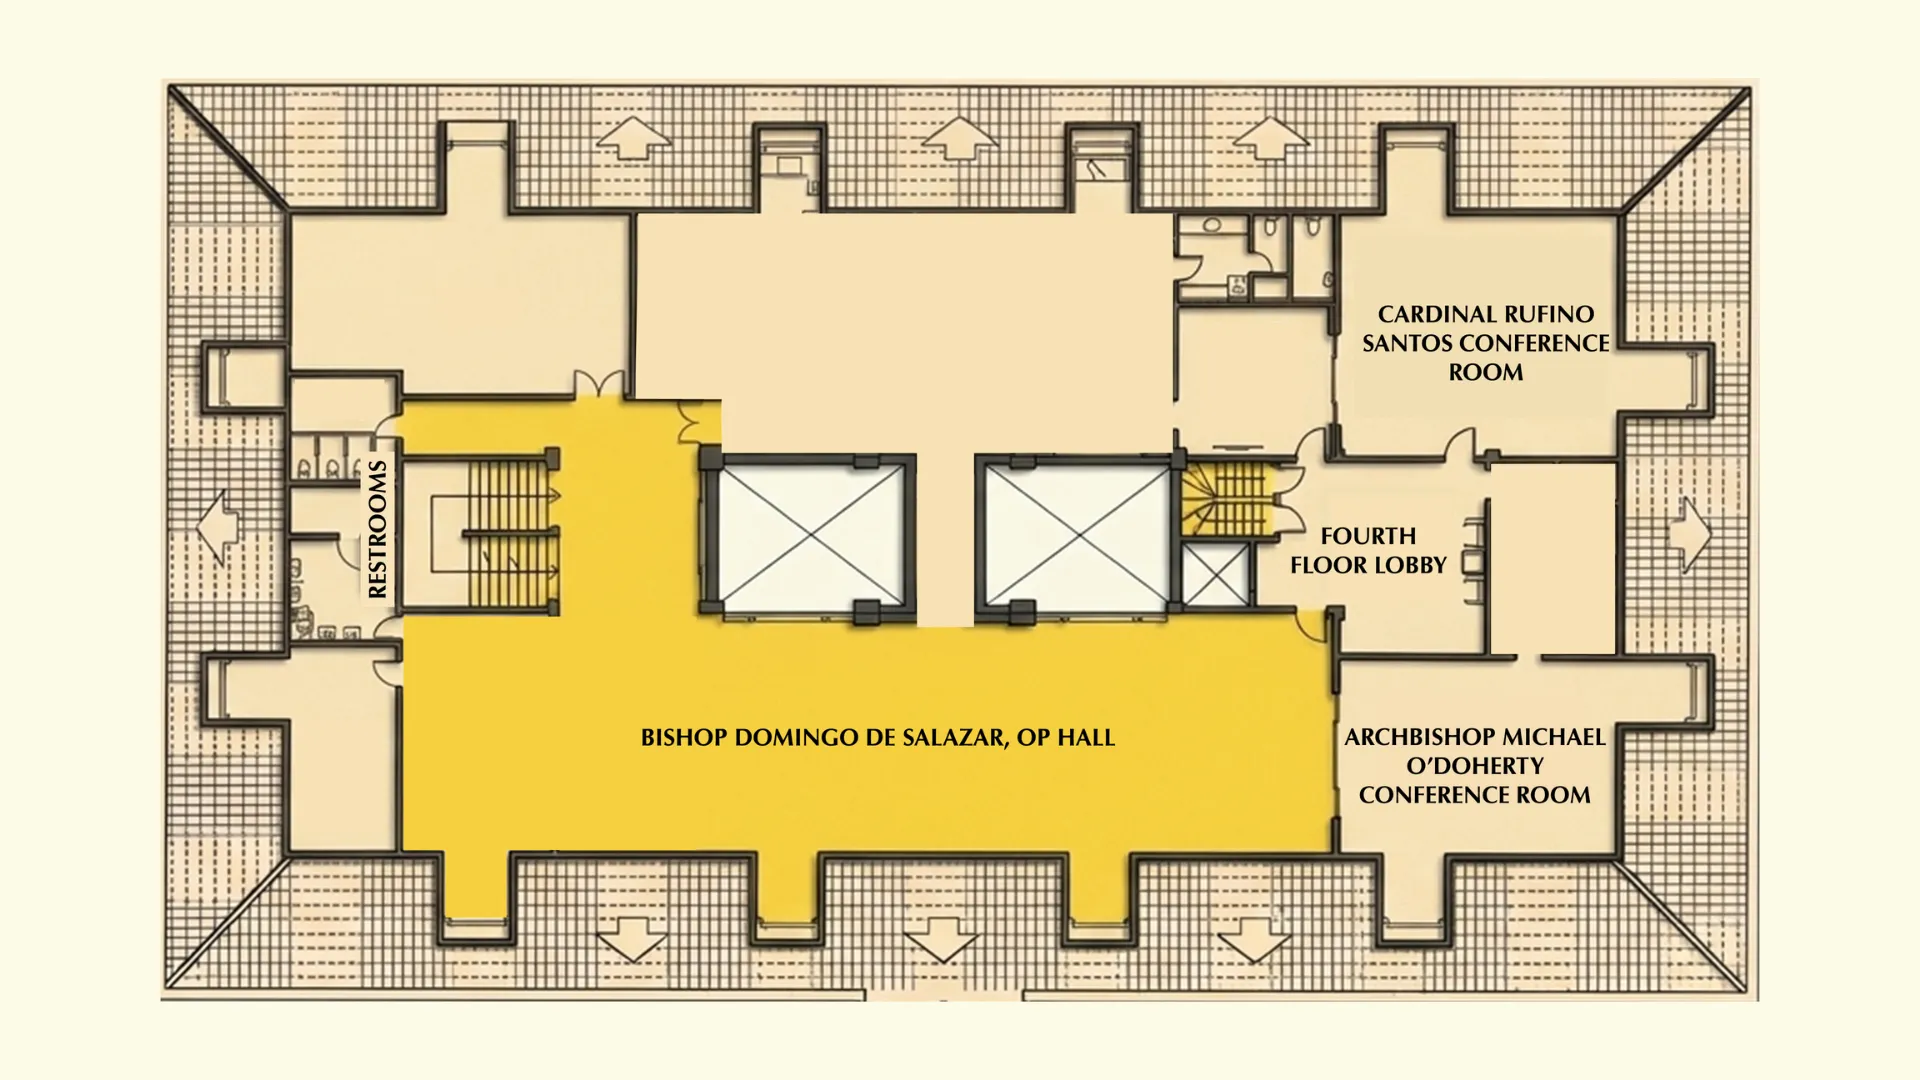 CARDINAL RUFINO
SANTOS CONFERENCE
ROOM
RESTROOMS
FOURTH
FLOOR LOBBY
BISHOP DOMINGO DE SALAZAR, OP HALL
ARCHBISHOP MICHAEL
O’DOHERTY
CONFERENCE ROOM